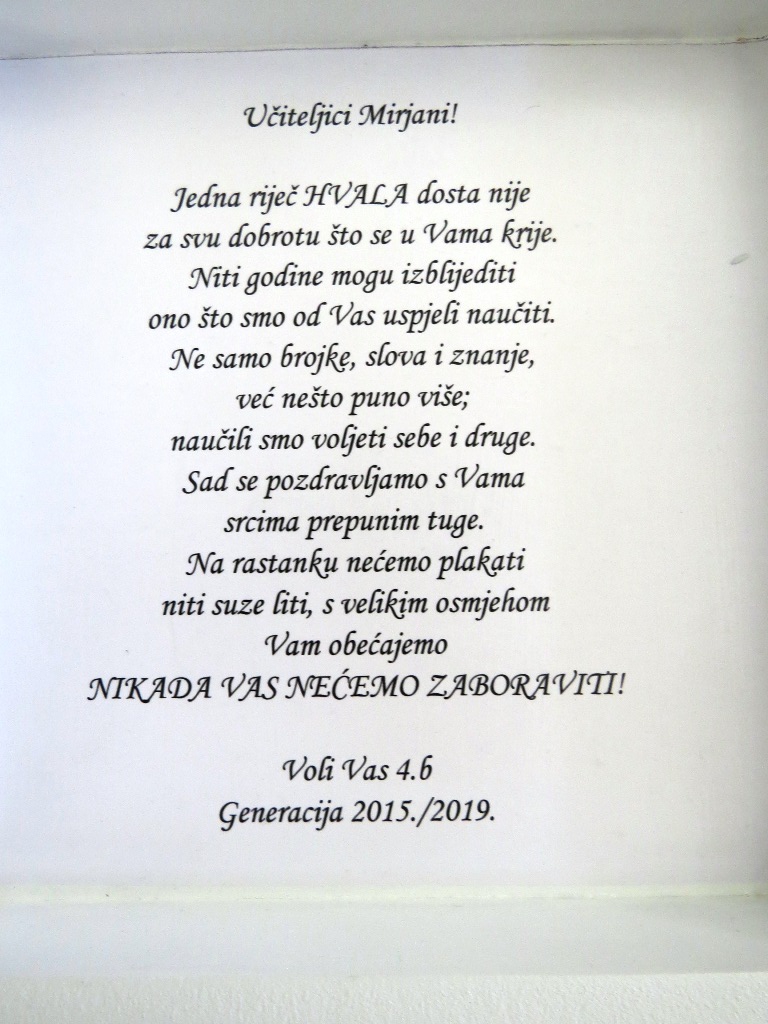 Učiteljici Mirjani!
Jedna riječ HVALA dosta nije
za svu dobrotu što se u Vama krije.
Niti godine mogu izblijediti
ono što smo od Vas uspjeli naučiti.
Ne samo brojke, slova i znanje,
već nešto puno više;
naučili smo voljeti sebe i druge.
Sad se pozdravljamo s Vama
srcima prepunim tuge.
Na rastanku nećemo plakati
niti suze liti, s velikim osmjehom
Vam obećajemo
NIKADA VAS NEĆEMO ZABORAVITI!
Voli Vas 4.b
Generacija 2015./2019.